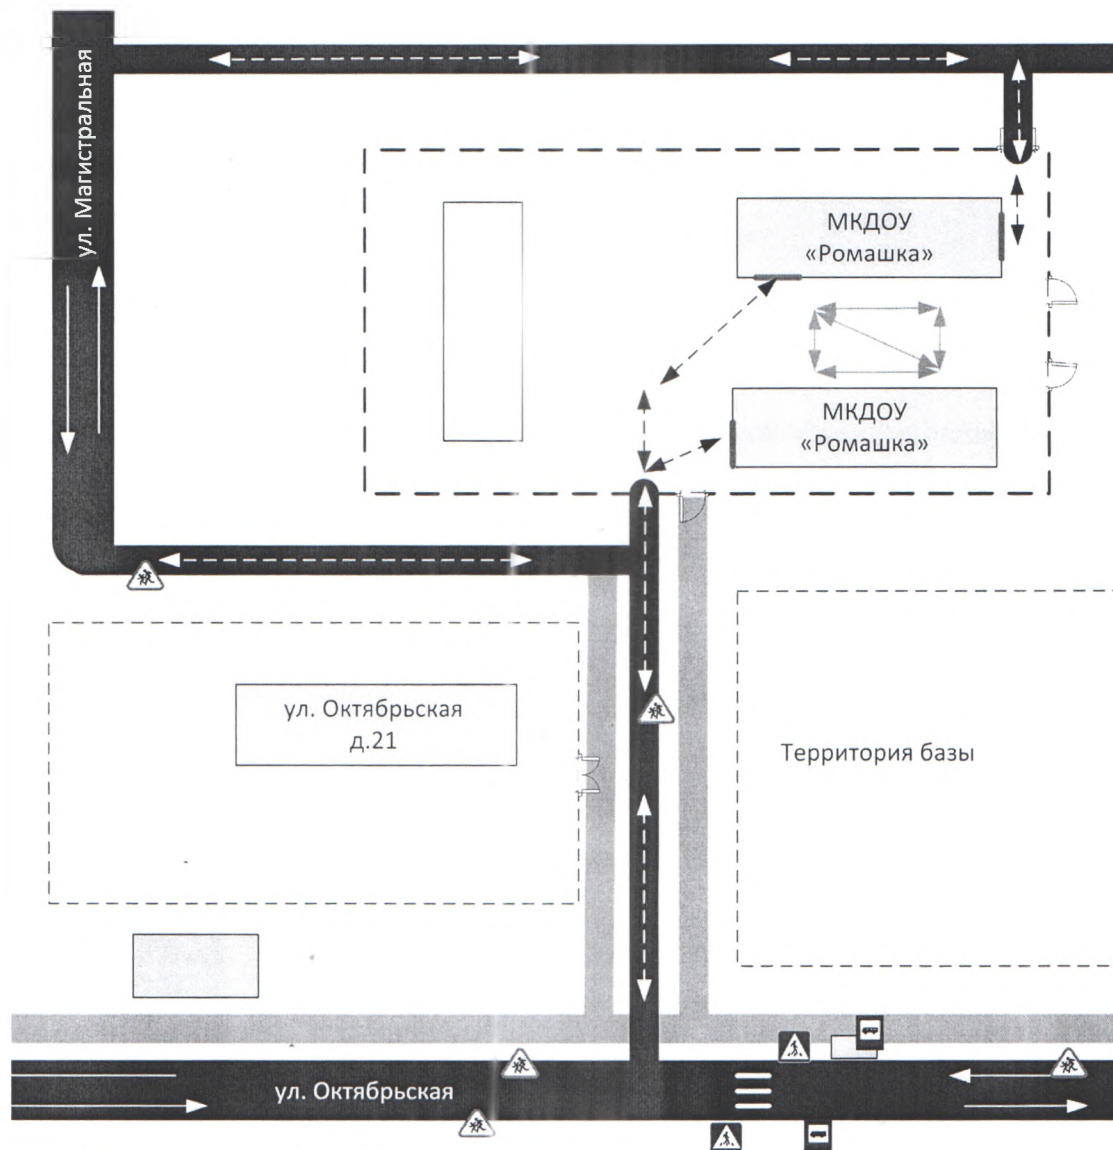 ул. Магистральная
МКДОУ
«Ромашка»
МКДОУ
«Ромашка»
ул. Октябрьская
д.21
Территория базы
ул. Октябрьская